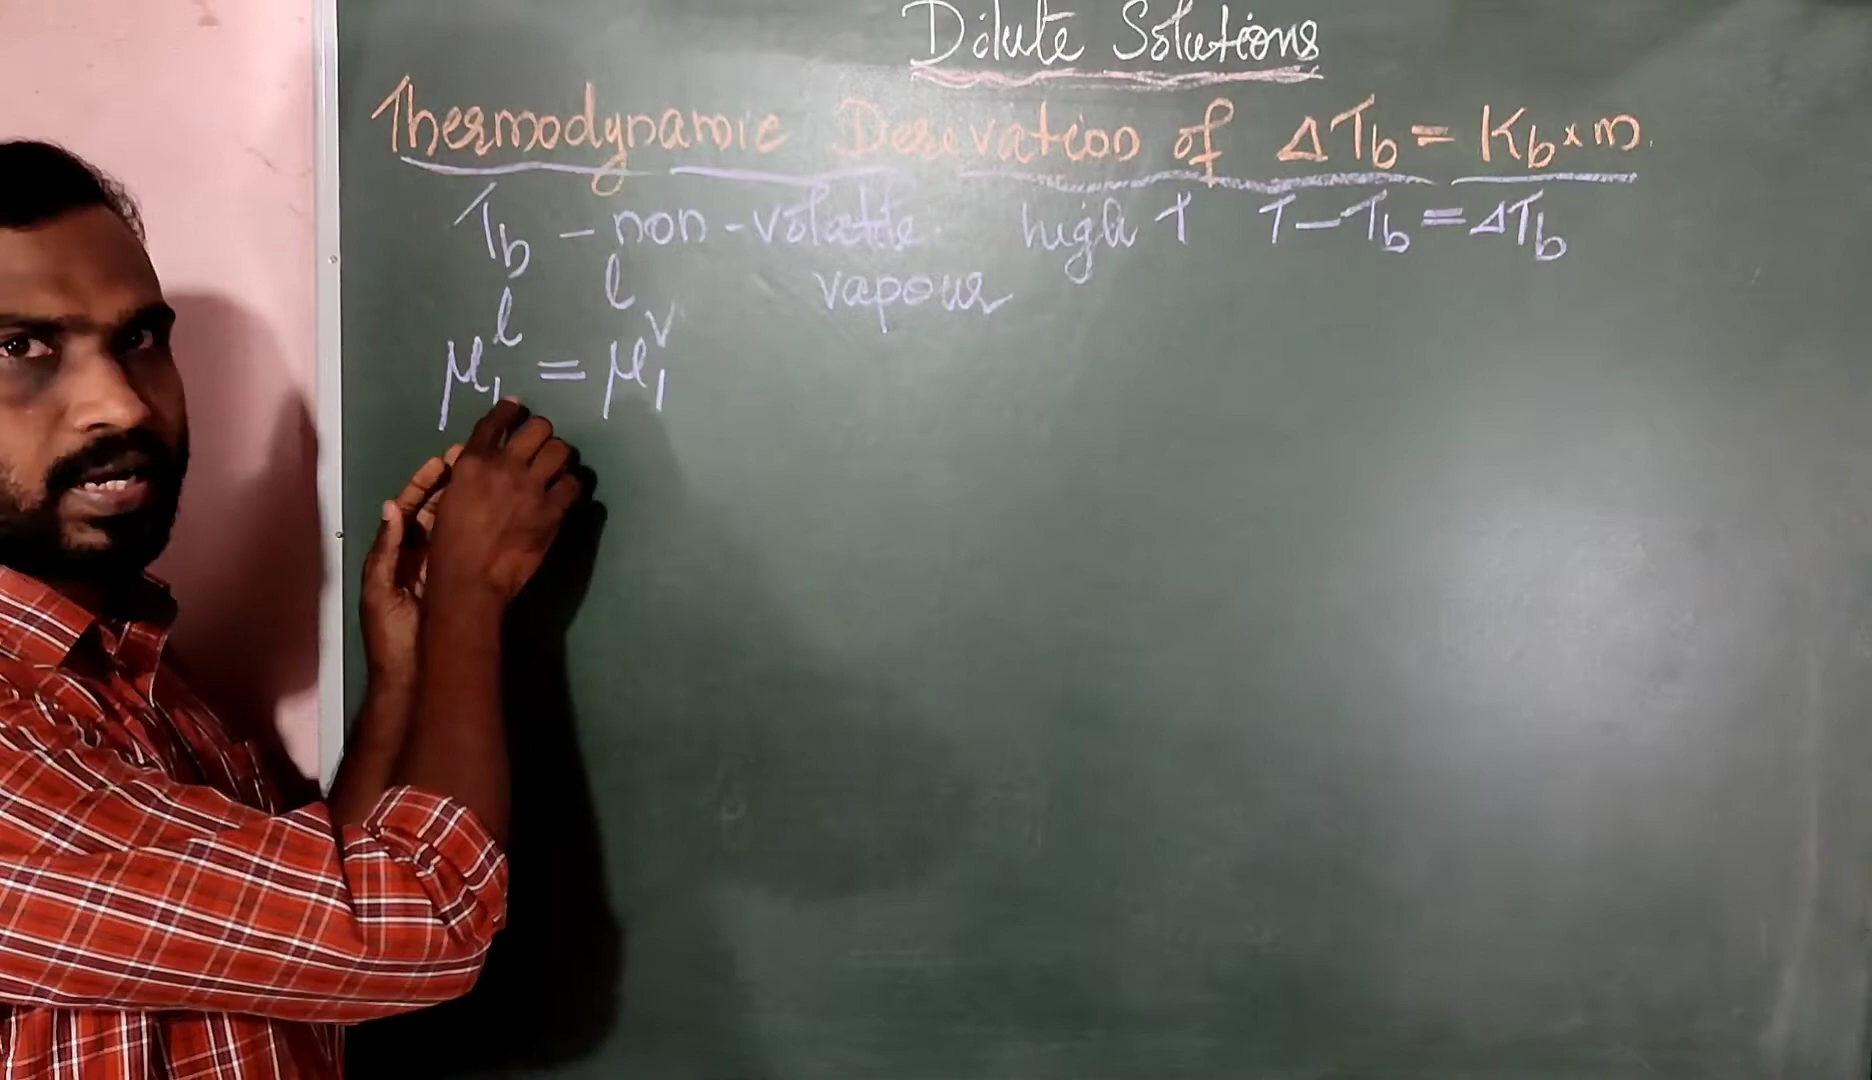 Dilute Solutions
Thermodynamic Derivation of ΔTb = Kb × m.
Tb - non-volatile high T T - Tb = ΔTb
l l vapour
μ₁ˡ = μ₁ᵛ